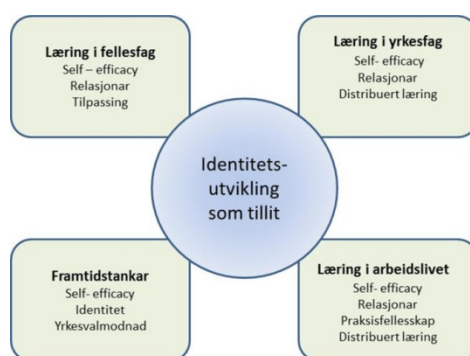 Læring i fellesfag
Self – efficacy
Relasjonar
Tilpassing
Læring i yrkesfag
Self- efficacy
Relasjonar
Distribuert læring
Identitets-
utvikling
som tillit
Framtidstankar
Self- efficacy
Identitet
Yrkesvalmodnad
Læring i arbeidslivet
Self- efficacy
Relasjonar
Praksisfellesskap
Distribuert læring